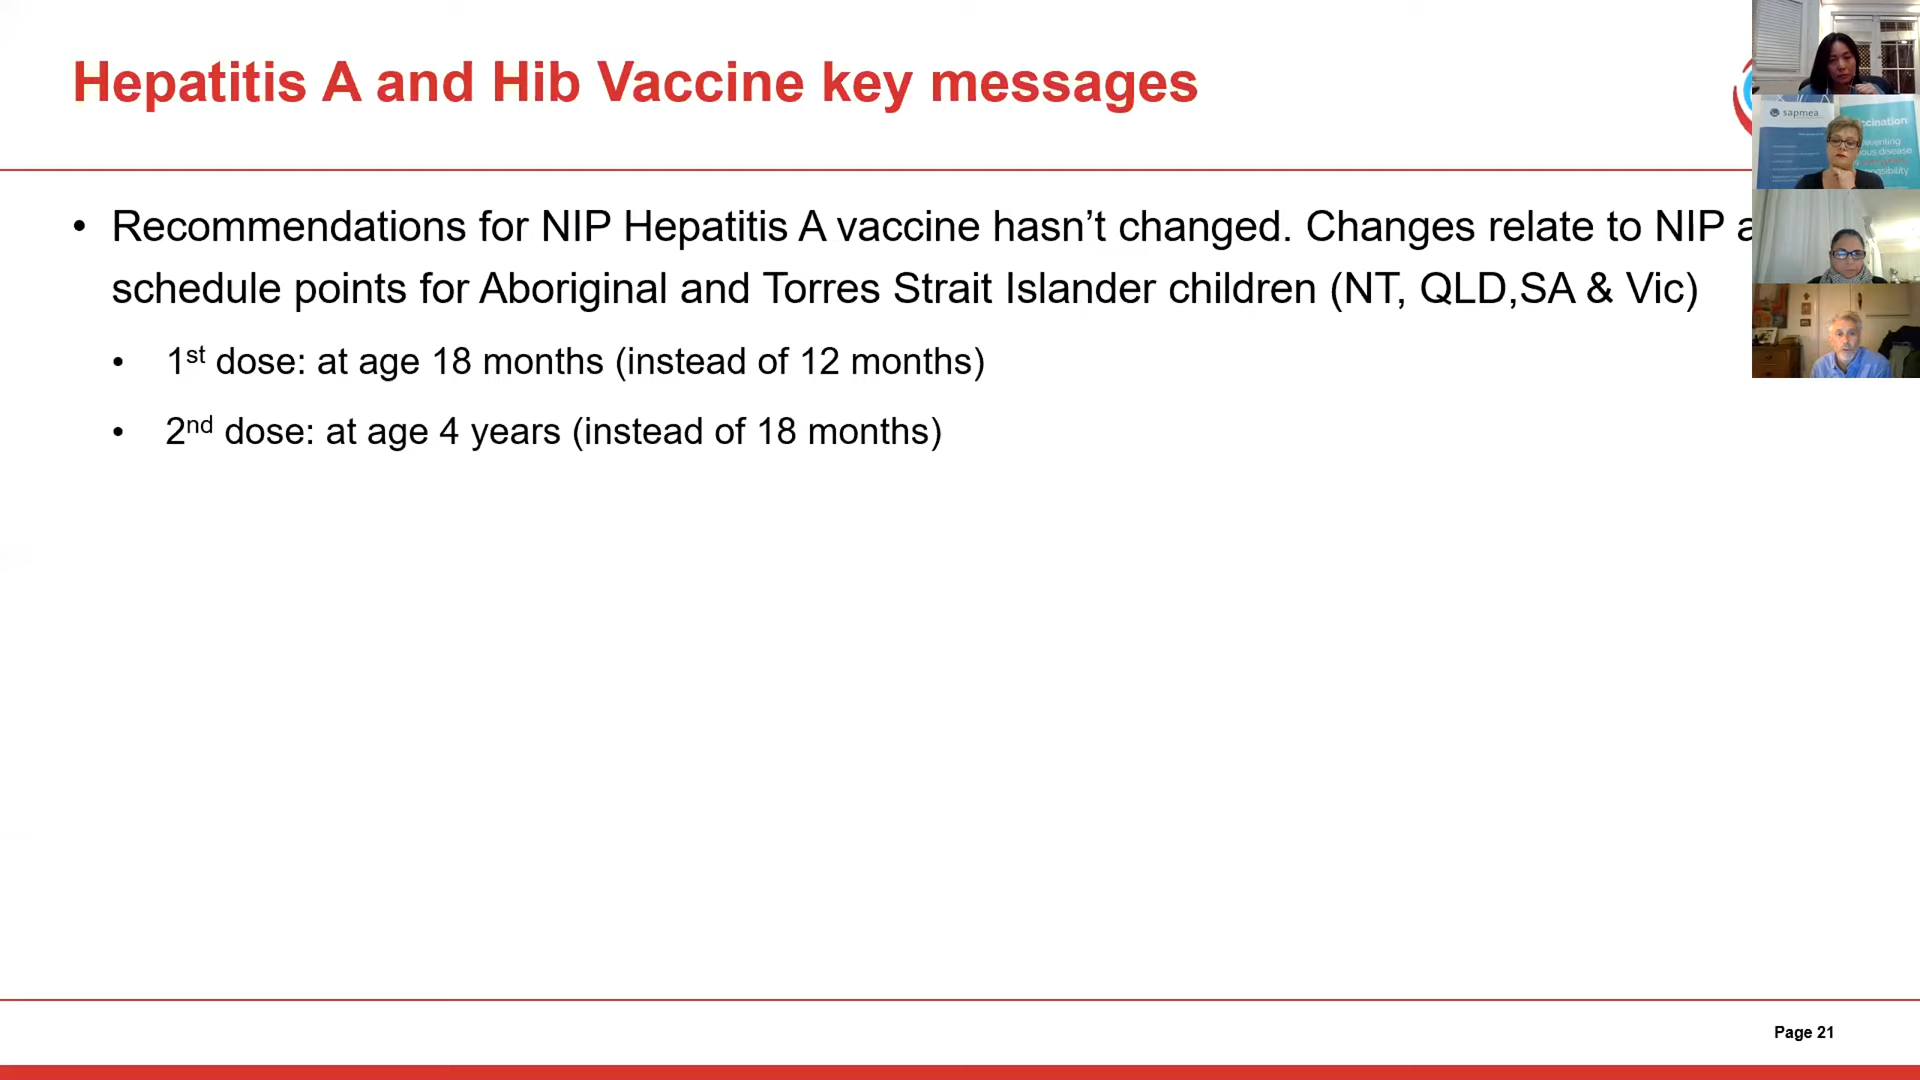 Hepatitis A and Hib Vaccine key messages
• Recommendations for NIP Hepatitis A vaccine hasn’t changed. Changes relate to NIP
schedule points for Aboriginal and Torres Strait Islander children (NT, QLD,SA & Vic)
• 1st dose: at age 18 months (instead of 12 months)
• 2nd dose: at age 4 years (instead of 18 months)
sapmea
Page 21